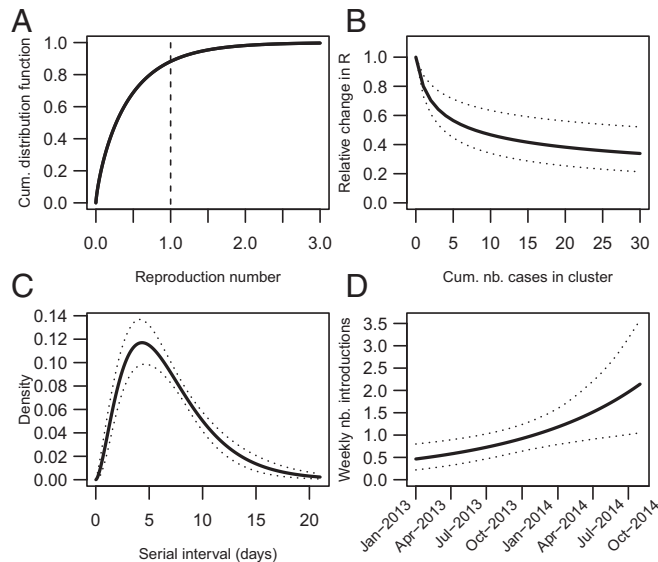 A
B
Cum. distribution function
1.0
0.8
0.6
0.4
0.2
0.0
0.0
1.0
2.0
3.0
Reproduction number
Relative change in R
1.0
0.8
0.6
0.4
0.2
0.0
0
5
10
15
20
25
30
Cum. nb. cases in cluster
C
D
Density
0.14
0.12
0.10
0.08
0.06
0.04
0.02
0.00
0
5
10
15
20
Serial interval (days)
Weekly nb. introductions
3.5
3.0
2.5
2.0
1.5
1.0
0.5
0.0
Jan−2013
Apr−2013
Jul−2013
Oct−2013
Jan−2014
Apr−2014
Jul−2014
Oct−2014